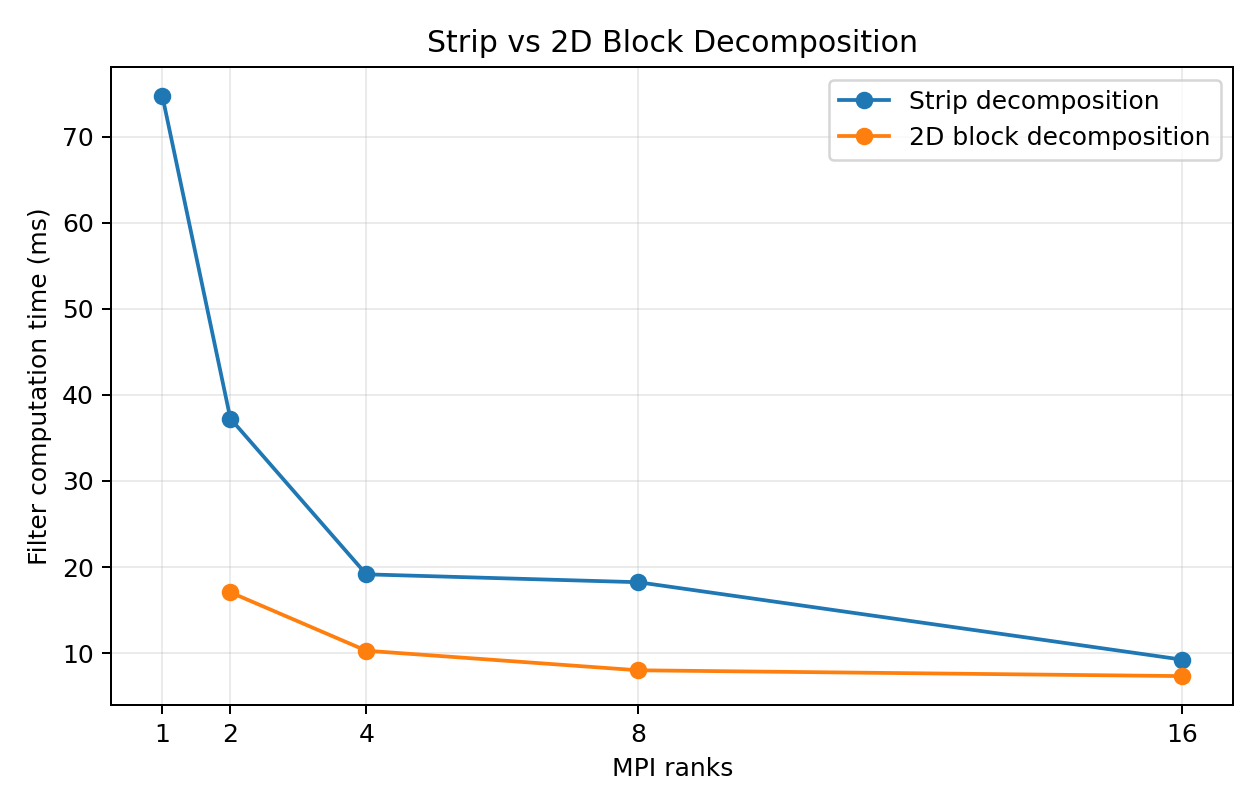 Strip vs 2D Block Decomposition
Strip decomposition
2D block decomposition
Filter computation time (ms)
70
60
50
40
30
20
10
1 2 4 8 16
MPI ranks